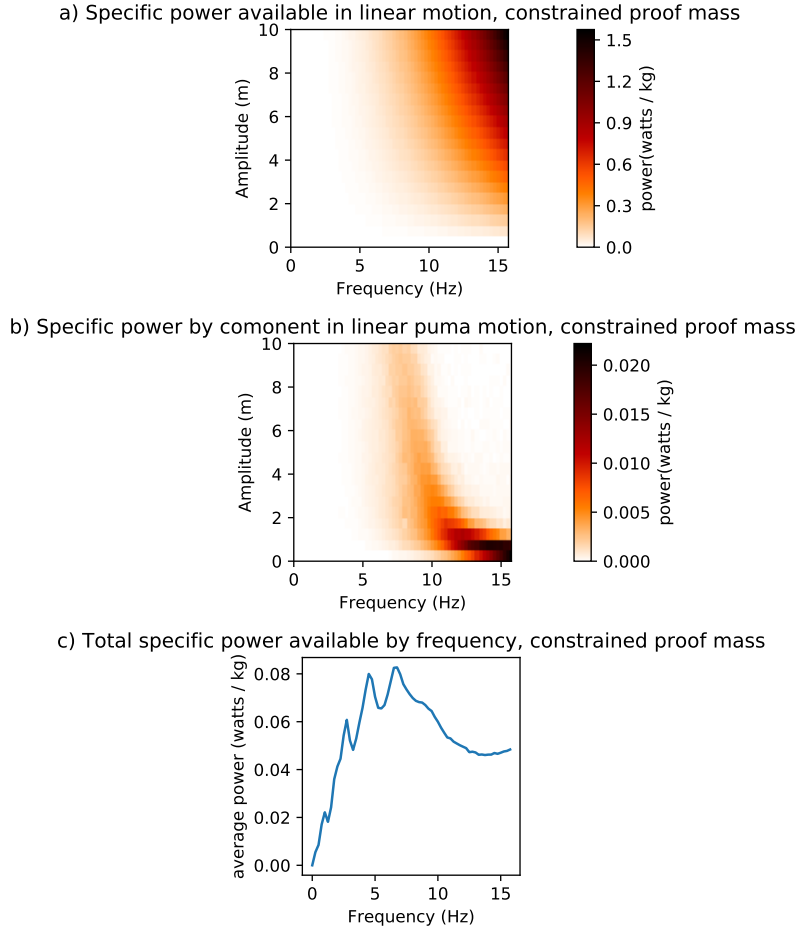 a) Specific power available in linear motion, constrained proof mass
10
8
6
4
2
0
Amplitude (m)
0 5 10 15
Frequency (Hz)
1.5
1.2
0.9
0.6
0.3
0.0
power(watts / kg)
b) Specific power by comonent in linear puma motion, constrained proof mass
10
8
6
4
2
0
Amplitude (m)
0 5 10 15
Frequency (Hz)
0.020
0.015
0.010
0.005
0.000
power(watts / kg)
c) Total specific power available by frequency, constrained proof mass
0.08
0.06
0.04
0.02
0.00
average power (watts / kg)
0 5 10 15
Frequency (Hz)